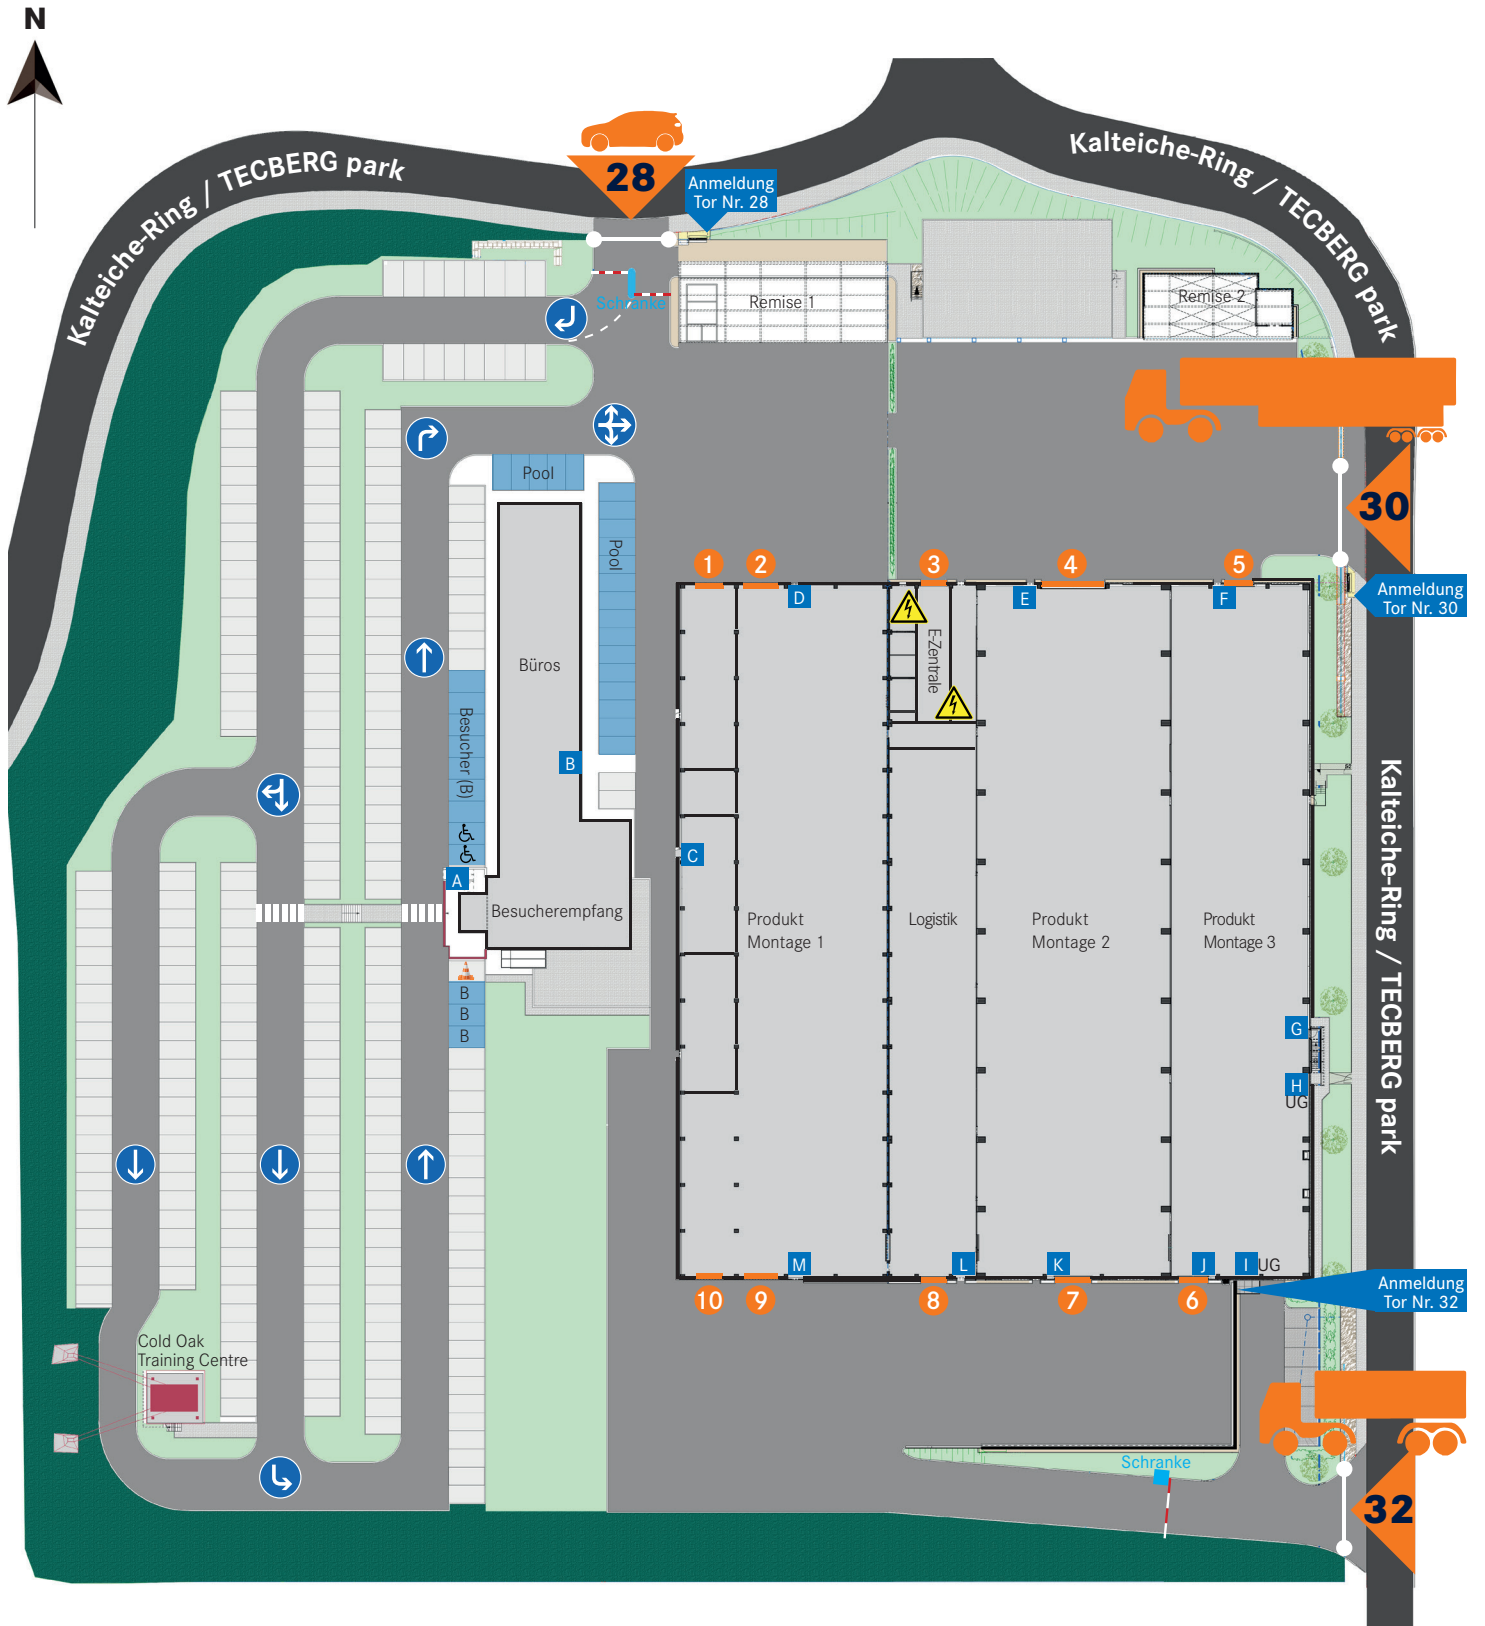 N
Kalteiche-Ring / TECBERG park
28
Anmeldung
Tor Nr. 28
Kalteiche-Ring / TECBERG park
Schranke
Remise 1
Remise 2
30
Anmeldung
Tor Nr. 30
Pool
Pool
1
2
3
4
5
D
E
F
E-Zentrale
Büros
Besucher (B)
B
C
A
Besucherempfang
Produkt
Montage 1
Logistik
Produkt
Montage 2
Produkt
Montage 3
Kalteiche-Ring / TECBERG park
B
B
B
G
H
UG
M
L
K
J
I
UG
10
9
8
7
6
Anmeldung
Tor Nr. 32
Cold Oak
Training Centre
Schranke
32